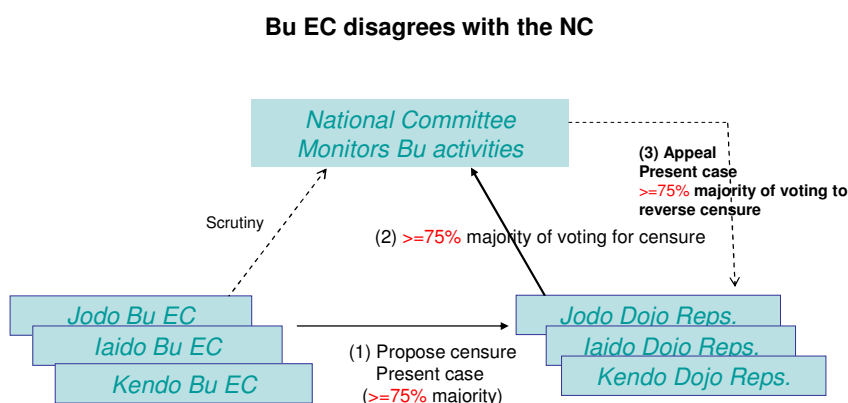 Bu EC disagrees with the NC
National Committee
Monitors Bu activities
(3) Appeal
Present case
>=75% majority of voting to
reverse censure
Scrutiny
(2) >=75% majority of voting for censure
Jodo Bu EC
Iaido Bu EC
Kendo Bu EC
(1) Propose censure
Present case
(>=75% majority)
Jodo Dojo Reps.
Iaido Dojo Reps.
Kendo Dojo Reps.